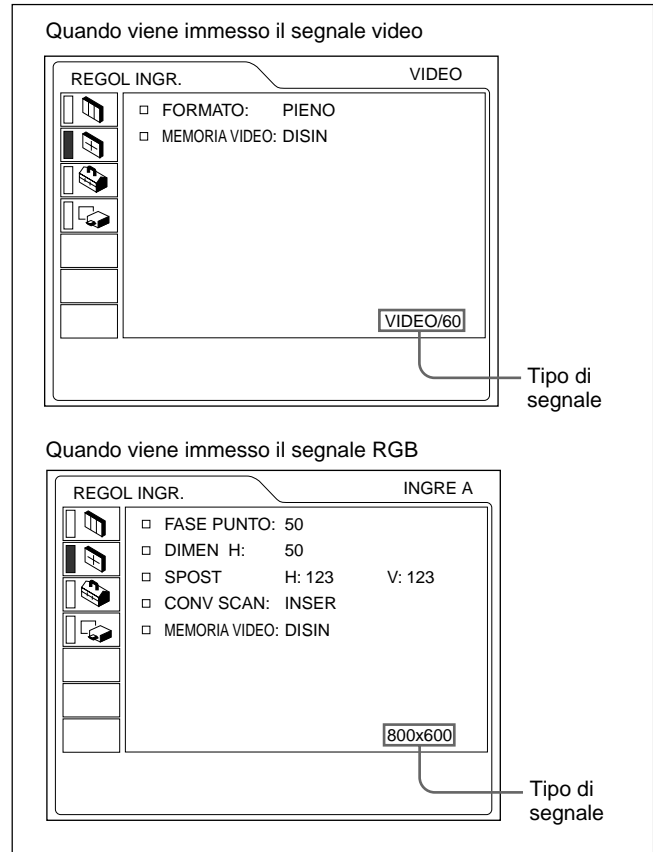 Quando viene immesso il segnale video
REGOL INGR. VIDEO
FORMATO: PIENO
MEMORIA VIDEO: DISIN
VIDEO/60
Tipo di
segnale
Quando viene immesso il segnale RGB
REGOL INGR. INGRE A
FASE PUNTO: 50
DIMEN H: 50
SPOST H: 123 V: 123
CONV SCAN: INSER
MEMORIA VIDEO: DISIN
800x600
Tipo di
segnale